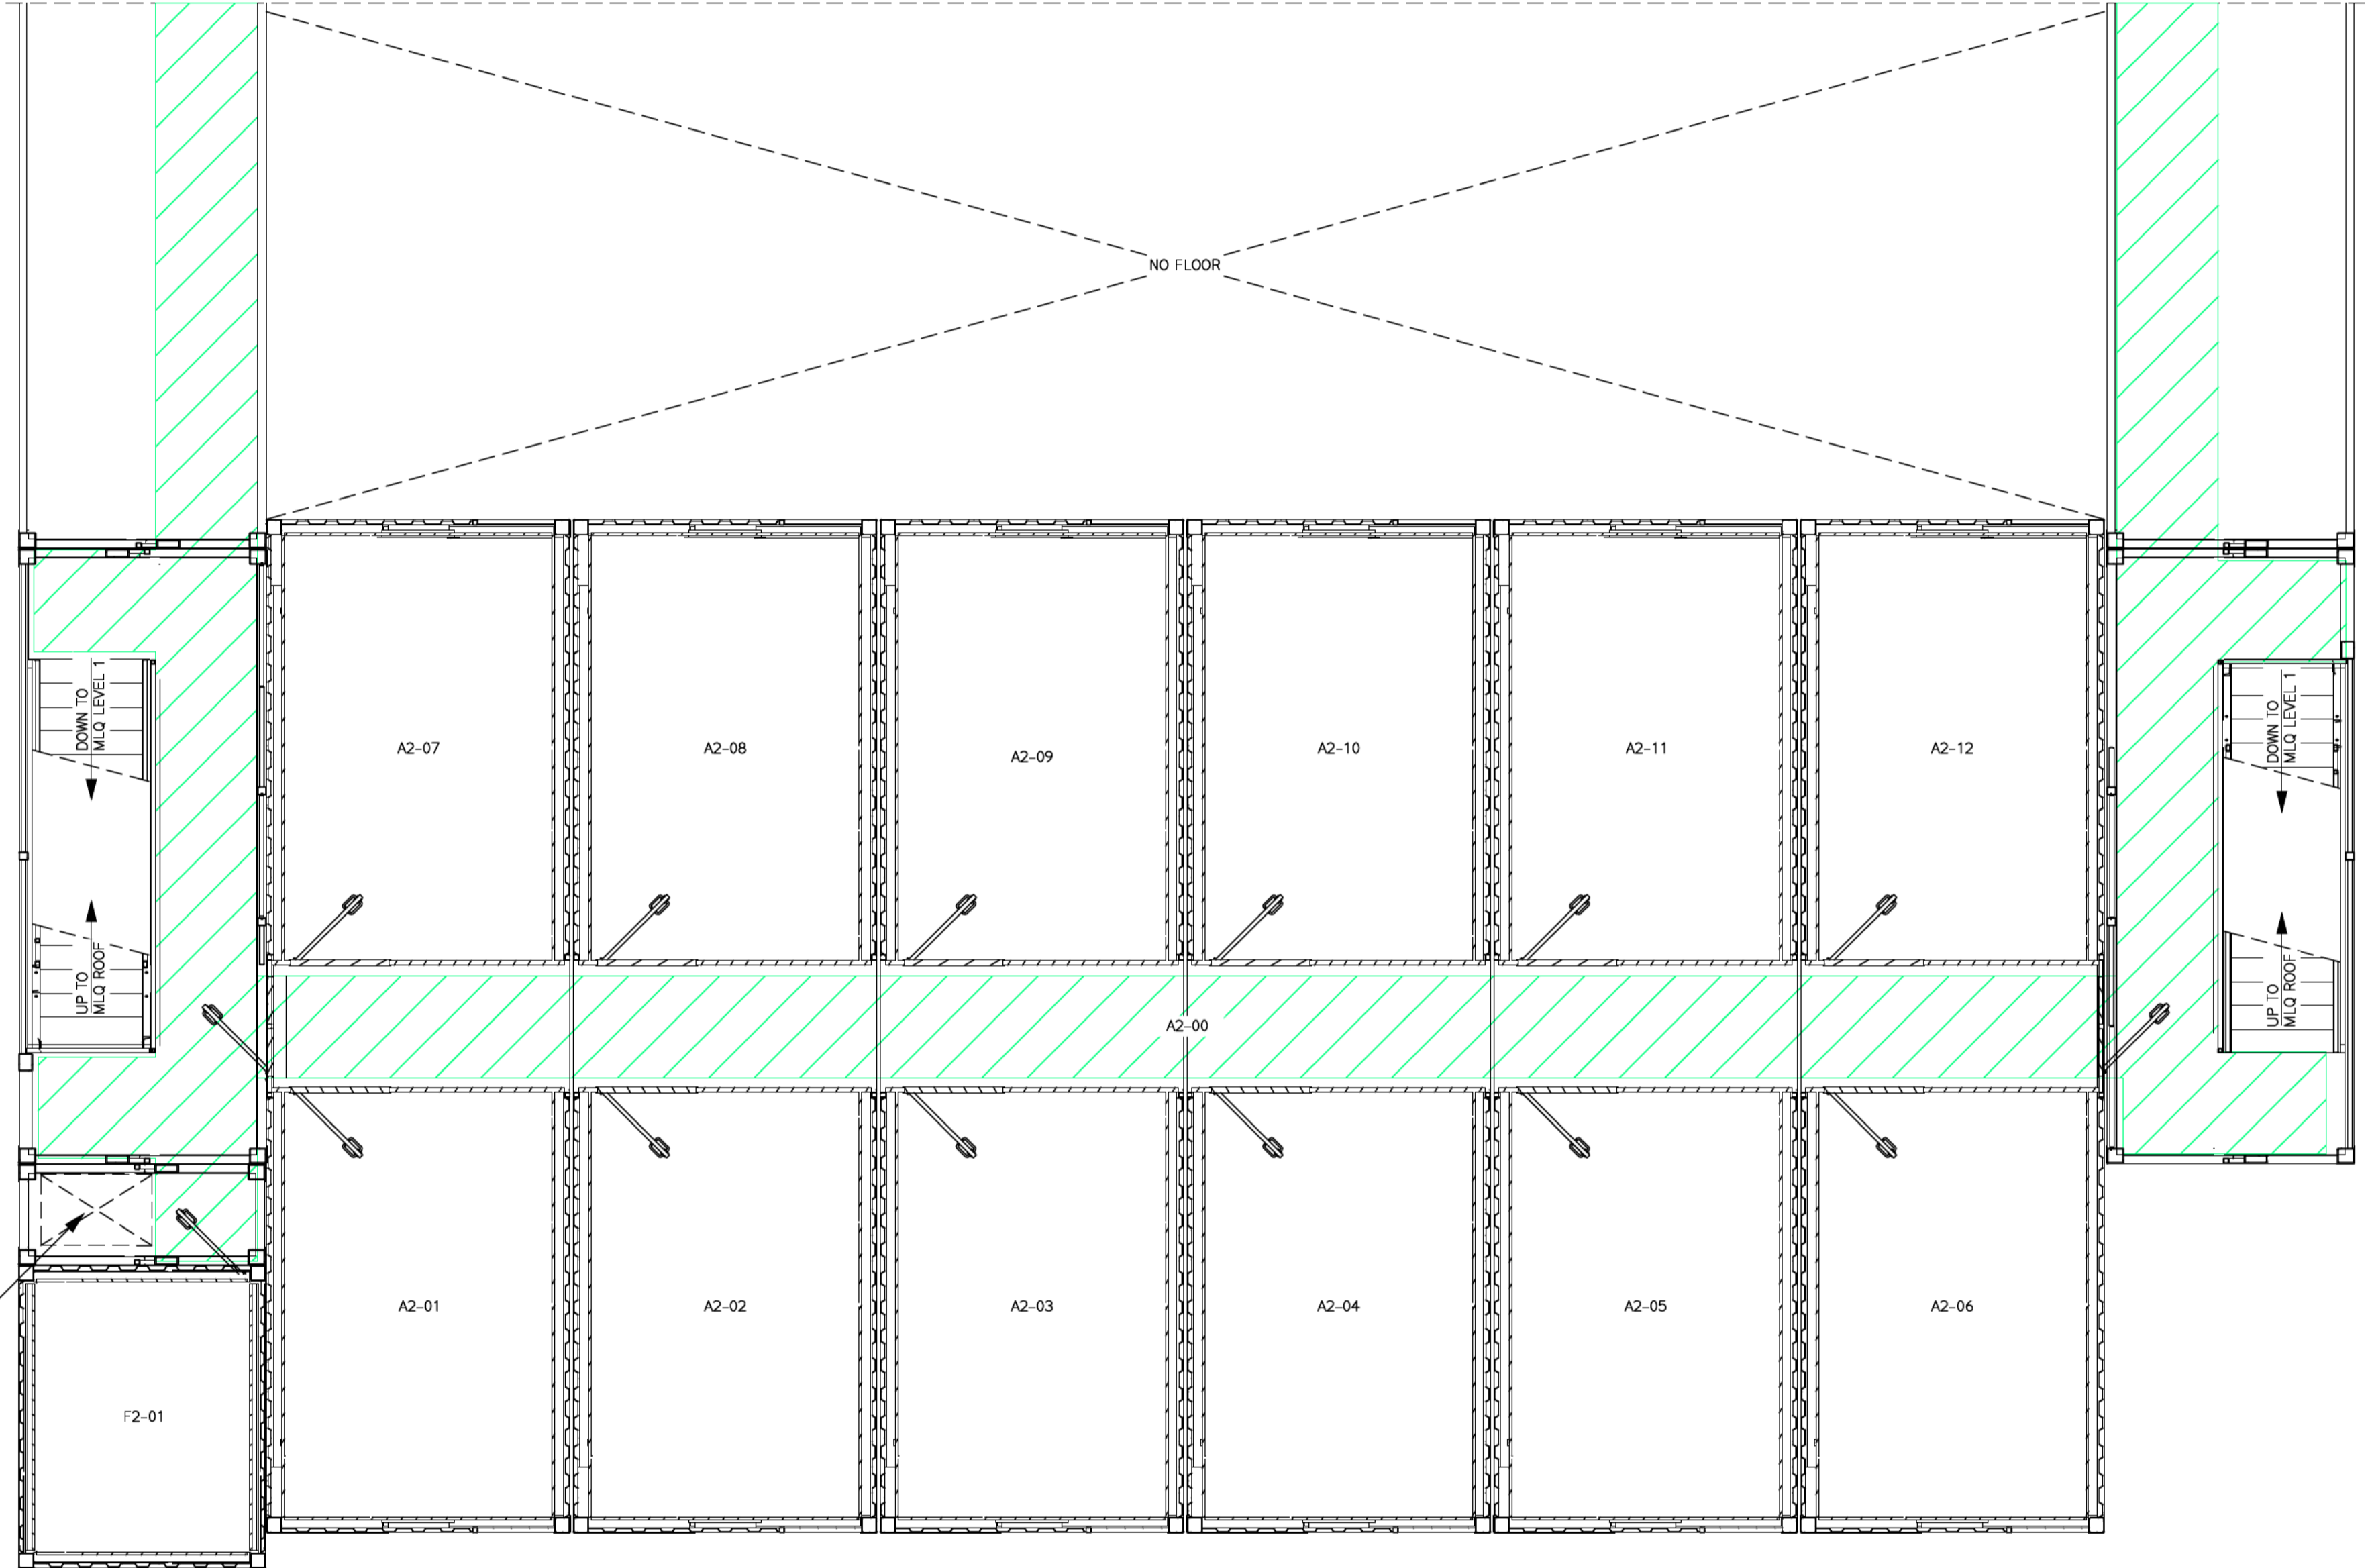 NO FLOOR
DOWN TO
MLQ LEVEL 1
A2-07
A2-08
A2-09
A2-10
A2-11
A2-12
DOWN TO
MLQ LEVEL 1
UP TO
MLQ ROOF
A2-00
UP TO
MLQ ROOF
A2-01
A2-02
A2-03
A2-04
A2-05
A2-06
F2-01